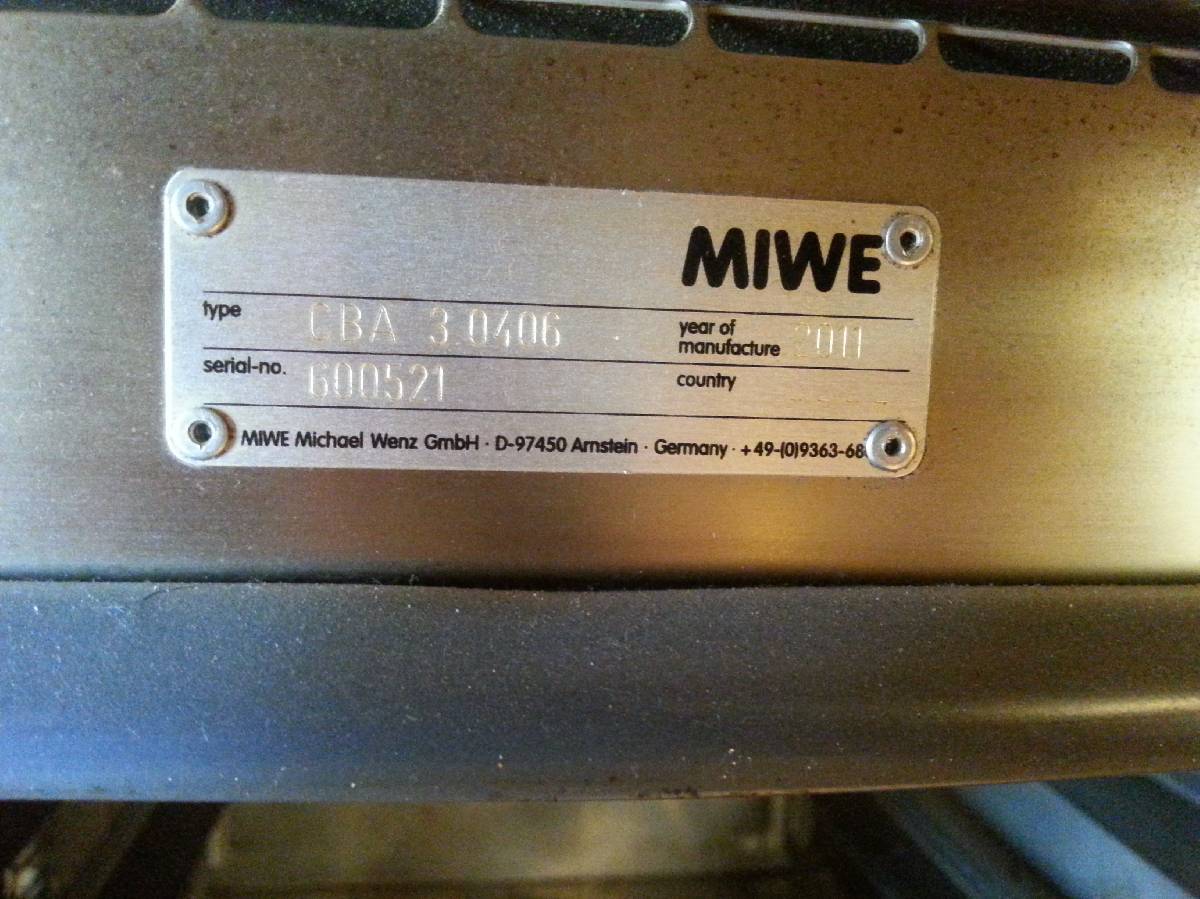 MIWE
type CBA 3.0406 year of manufacture 2011
serial-no. 600521 country
MIWE Michael Wenz GmbH · D-97450 Arnstein · Germany · +49-(0)9363-68